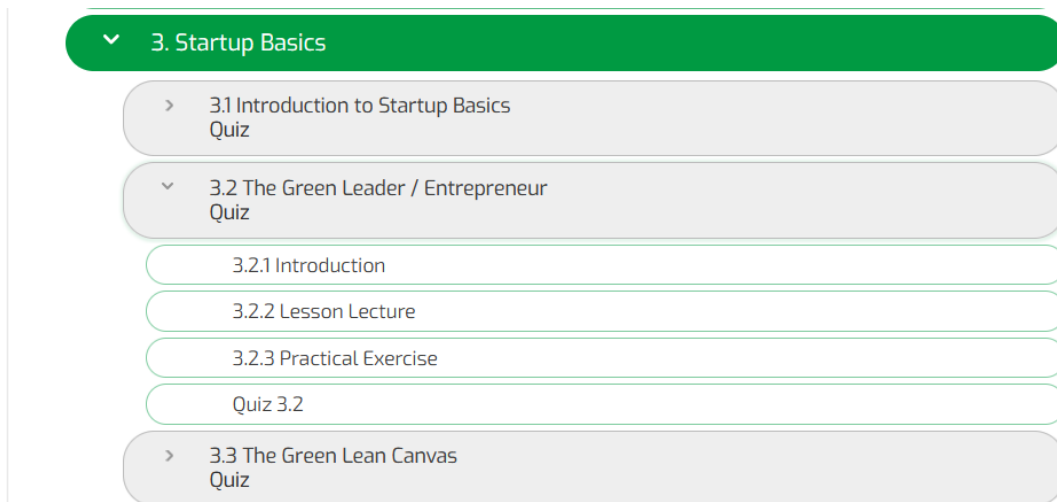 3. Startup Basics
3.1 Introduction to Startup Basics
Quiz
3.2 The Green Leader / Entrepreneur
Quiz
3.2.1 Introduction
3.2.2 Lesson Lecture
3.2.3 Practical Exercise
Quiz 3.2
3.3 The Green Lean Canvas
Quiz